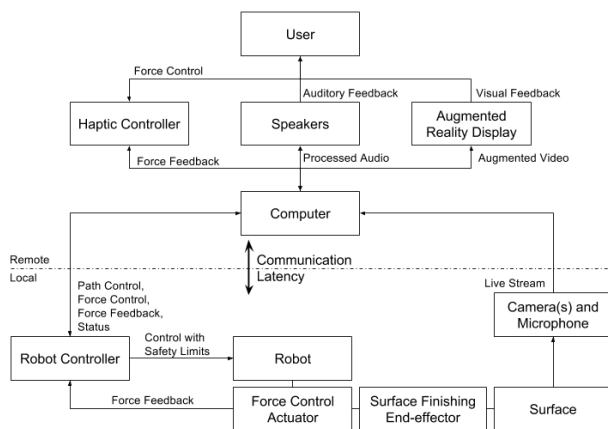 User
Force Control
Auditory Feedback
Visual Feedback
Haptic Controller
Speakers
Augmented
Reality Display
Force Feedback
Processed Audio
Augmented Video
Computer
Remote
Local
Communication
Latency
Path Control,
Force Control,
Force Feedback,
Status
Live Stream
Camera(s) and
Microphone
Robot Controller
Control with
Safety Limits
Robot
Force Feedback
Force Control
Actuator
Surface Finishing
End-effector
Surface